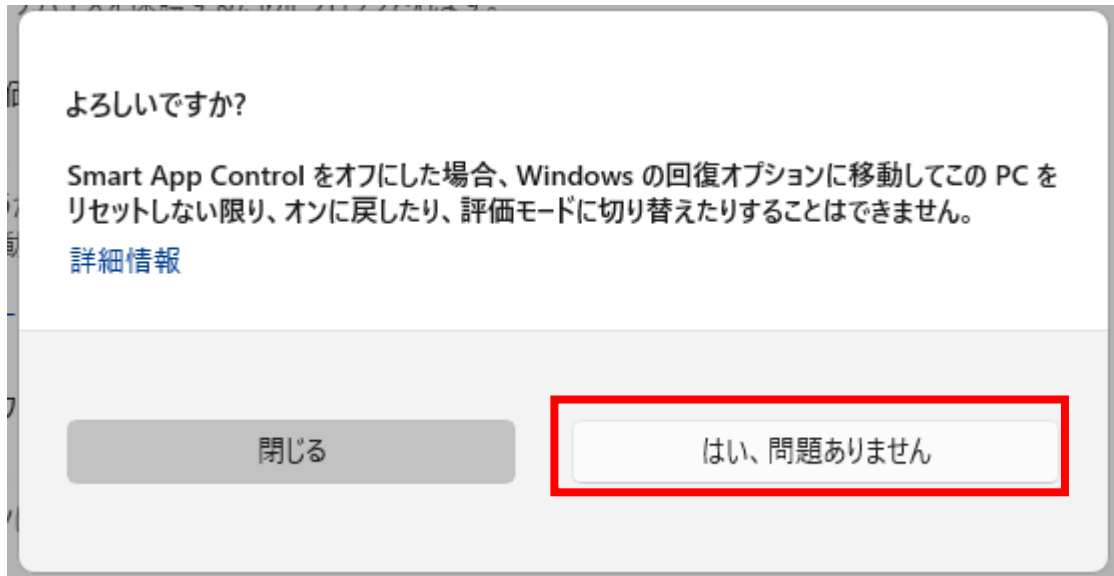 よろしいですか?
Smart App Control をオフにした場合、Windows の回復オプションに移動してこの PC を
リセットしない限り、オンに戻したり、評価モードに切り替えたりすることはできません。
詳細情報
閉じる
はい、問題ありません